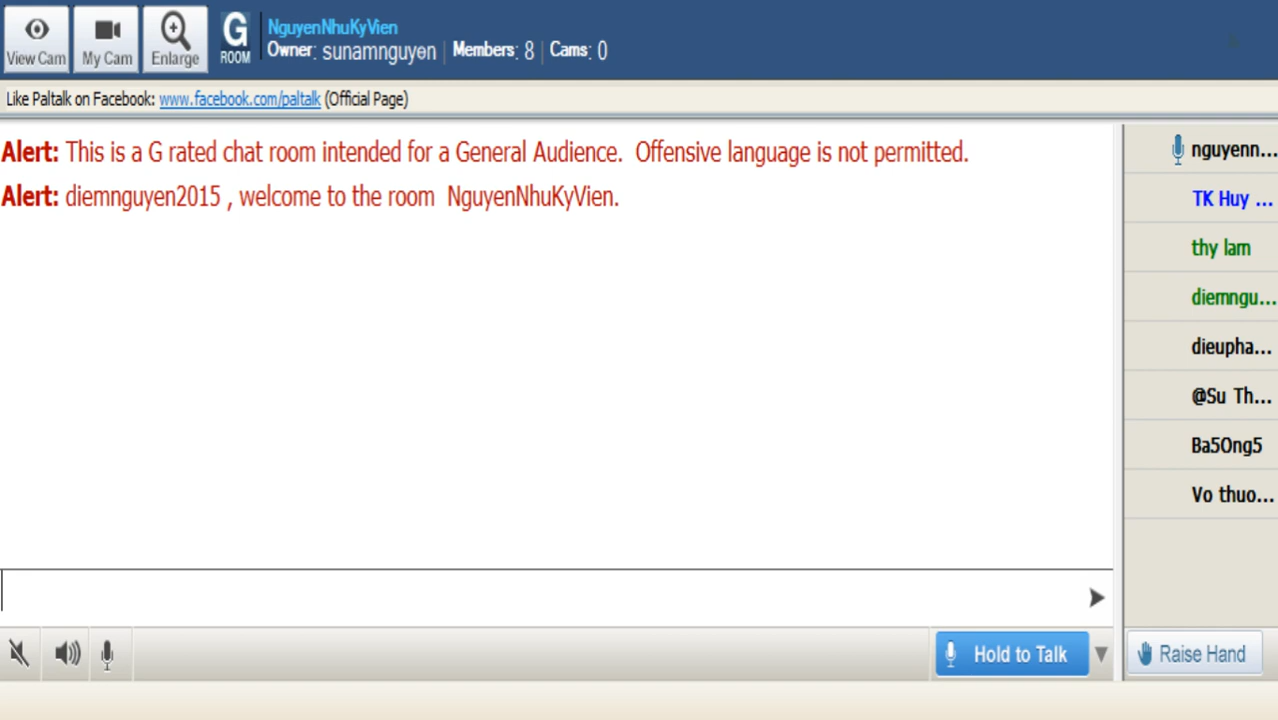 View Cam
My Cam
Enlarge
G
ROOM
NguyenNhuKyVien
Owner: sunamnguyen | Members: 8 | Cams: 0
Like Paltalk on Facebook: www.facebook.com/paltalk (Official Page)
Alert: This is a G rated chat room intended for a General Audience. Offensive language is not permitted.
Alert: diemnguyen2015 , welcome to the room NguyenNhuKyVien.
nguyenn...
TK Huy ...
thy lam
diemngu...
dieupha...
@Su Th...
Ba5Ong5
Vo thuo...
Hold to Talk
Raise Hand